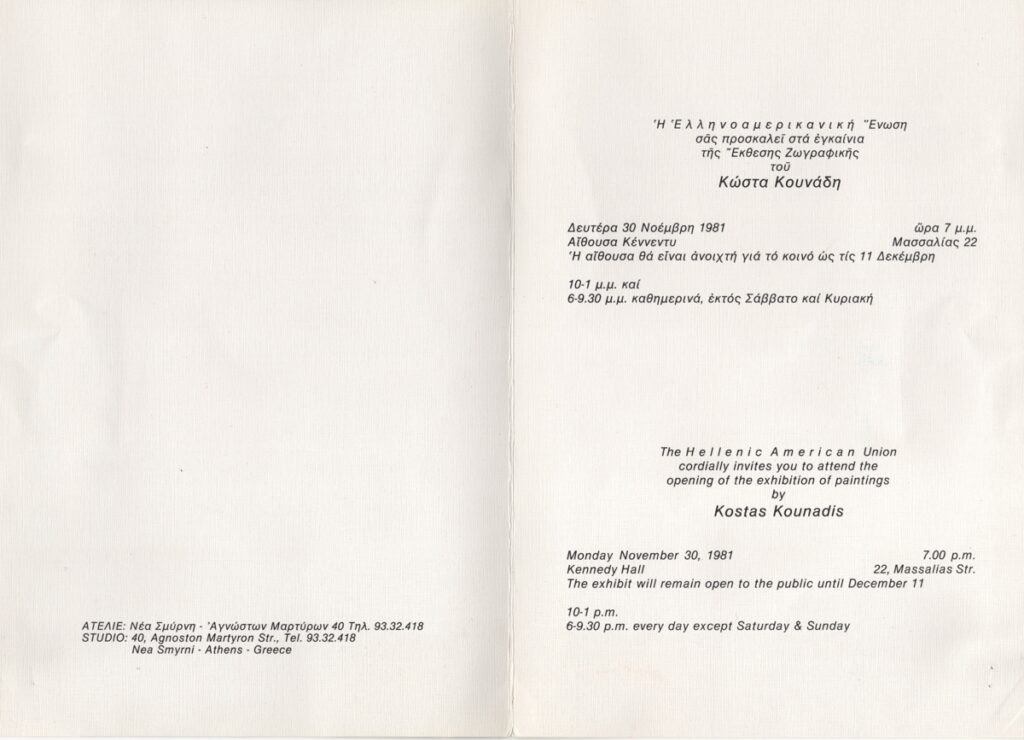 ΑΤΕΛΙΕ: Νέα Σμύρνη - Ἀγνώστων Μαρτύρων 40 Τηλ. 93.32.418
STUDIO: 40, Agnoston Martyron Str., Tel. 93.32.418
Nea Smyrni - Athens - Greece
Ἡ Ἑλληνοαμερικανική Ἕνωση
σᾶς προσκαλεῖ στά ἐγκαίνια
τῆς Ἔκθεσης Ζωγραφικῆς
τοῦ
Κώστα Κουνάδη
Δευτέρα 30 Νοέμβρη 1981 ὥρα 7 μ.μ.
Αἴθουσα Κέννεντυ Μασσαλίας 22
Ἡ αἴθουσα θά εἶναι ἀνοιχτή γιά τό κοινό ὡς τίς 11 Δεκέμβρη
10-1 μ.μ. καί
6-9.30 μ.μ. καθημερινά, ἐκτός Σάββατο καί Κυριακή
The Hellenic American Union
cordially invites you to attend the
opening of the exhibition of paintings
by
Kostas Kounadis
Monday November 30, 1981 7.00 p.m.
Kennedy Hall 22, Massalias Str.
The exhibit will remain open to the public until December 11
10-1 p.m.
6-9.30 p.m. every day except Saturday & Sunday